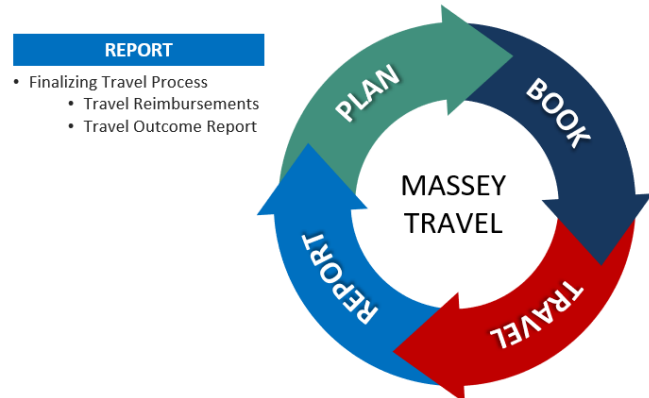 REPORT
• Finalizing Travel Process
• Travel Reimbursements
• Travel Outcome Report
PLAN
BOOK
MASSEY
TRAVEL
REPORT
TRAVEL